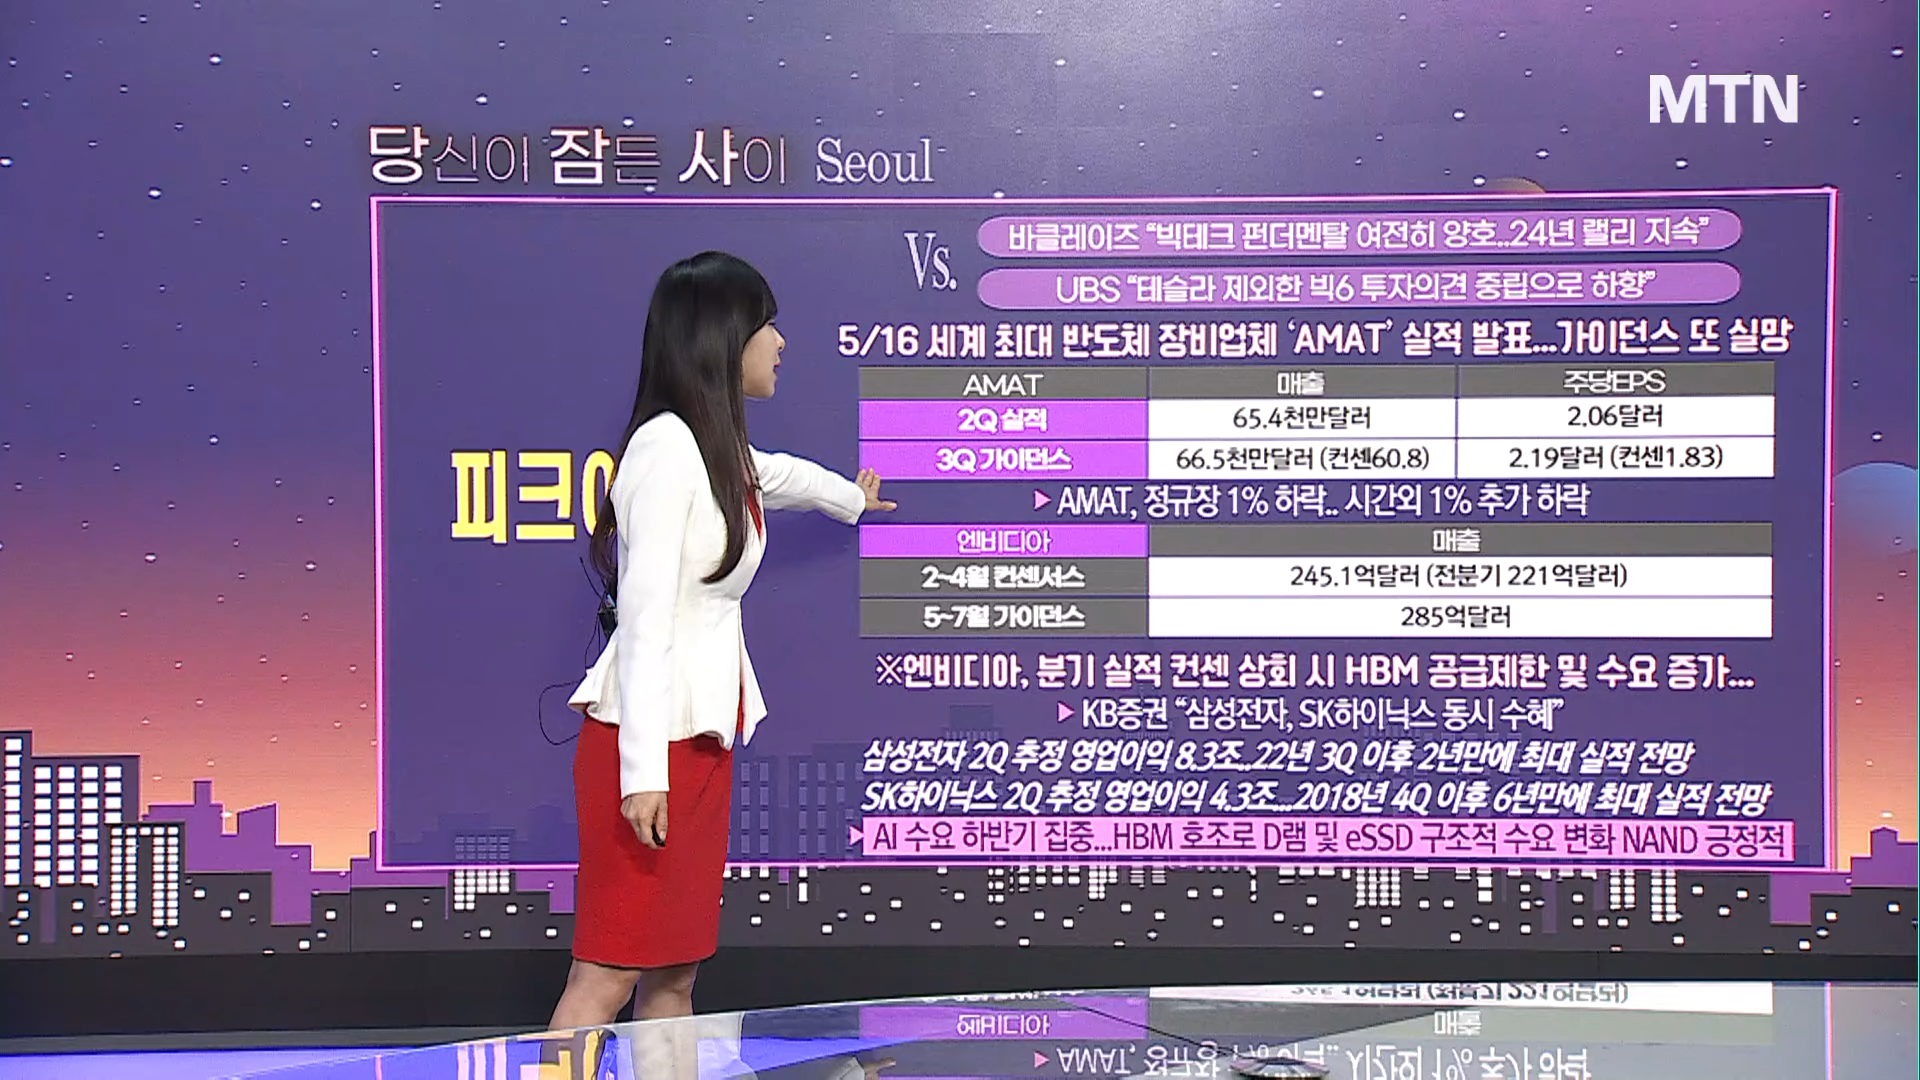 MTN
당신이 잠든 사이 Seoul
Vs.
바클레이즈 “빅테크 펀더멘탈 여전히 양호..24년 랠리 지속”
UBS “테슬라 제외한 빅6 투자의견 중립으로 하향”
5/16 세계 최대 반도체 장비업체 ‘AMAT’ 실적 발표...가이던스 또 실망
AMAT 매출 주당EPS
2Q 실적 65.4천만달러 2.06달러
3Q 가이던스 66.5천만달러 (컨센60.8) 2.19달러 (컨센1.83)
피크
▶ AMAT, 정규장 1% 하락.. 시간외 1% 추가 하락
엔비디아 매출
2~4월 컨센서스 245.1억달러 (전분기 221억달러)
5~7월 가이던스 285억달러
※엔비디아, 분기 실적 컨센 상회 시 HBM 공급제한 및 수요 증가...
▶ KB증권 “삼성전자, SK하이닉스 동시 수혜”
삼성전자 2Q 추정 영업이익 8.3조..22년 3Q 이후 2년만에 최대 실적 전망
SK하이닉스 2Q 추정 영업이익 4.3조...2018년 4Q 이후 6년만에 최대 실적 전망
▶ AI 수요 하반기 집중...HBM 호조로 D램 및 eSSD 구조적 수요 변화 NAND 긍정적